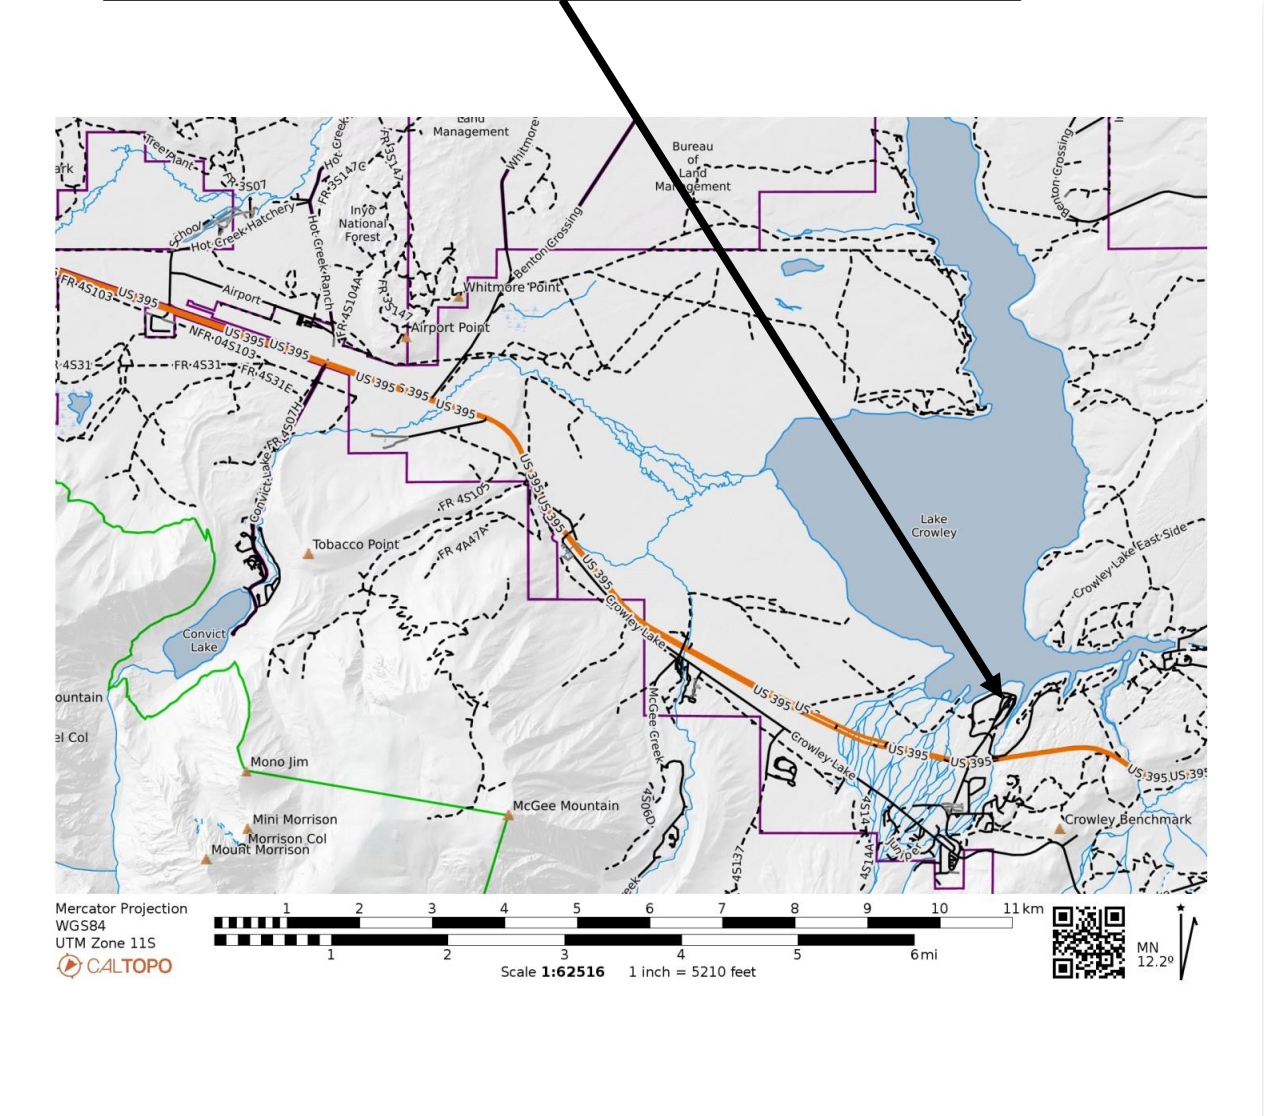 Land
Management
Whitmore
Bureau
of
Land
Management
Benton Crossing
Tree Plant
Hot Creek
FR 3S147C
FR 3S147
ark
FR 3S07
Schoo
Hot Creek Hatchery
Inyo
National
Forest
Hot Creek Ranch
Benton Crossing
FR 4S103
US 395
Airport
FR 4S104A
FR 3S147
Whitmore Point
Airport Point
NFR 04S103
US 395
US 395
R 4S31
FR 4S31
FR 4S31E
US 395
S 395
US 395
FR 4S07H
Convict Lake
US 395
US 395
FR 4S105
FR 4A47A
Tobacco Point
Lake
Crowley
Crowley Lake East Side
US 395
Crowley Lake
Convict
Lake
ountain
McGee Creek
US 395
US
el Col
Crowley Lake
US 395
US 395
US 395
US 395
Mono Jim
McGee Mountain
4S06D
4S14
Crowley Benchmark
Mini Morrison
Morrison Col
Mount Morrison
4S137
4S14A
Juniper
eek
Mercator Projection
WGS84
UTM Zone 11S
CALTOPO
1 2 3 4 5 6 7 8 9 10 11 km
1 2 3 4 5 6 mi
Scale 1:62516 1 inch = 5210 feet
MN
12.2º